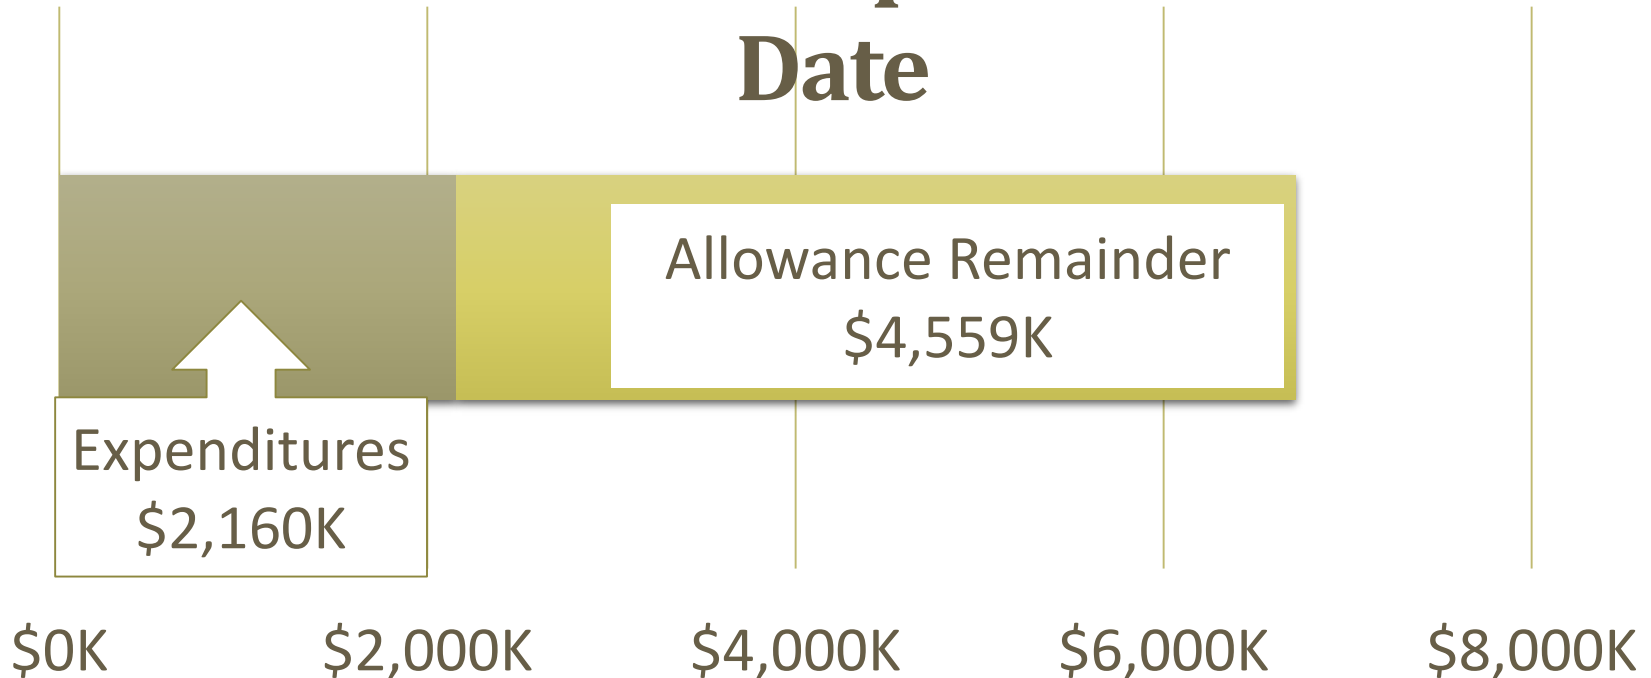 Date
Allowance Remainder
$4,559K
Expenditures
$2,160K
$0K $2,000K $4,000K $6,000K $8,000K